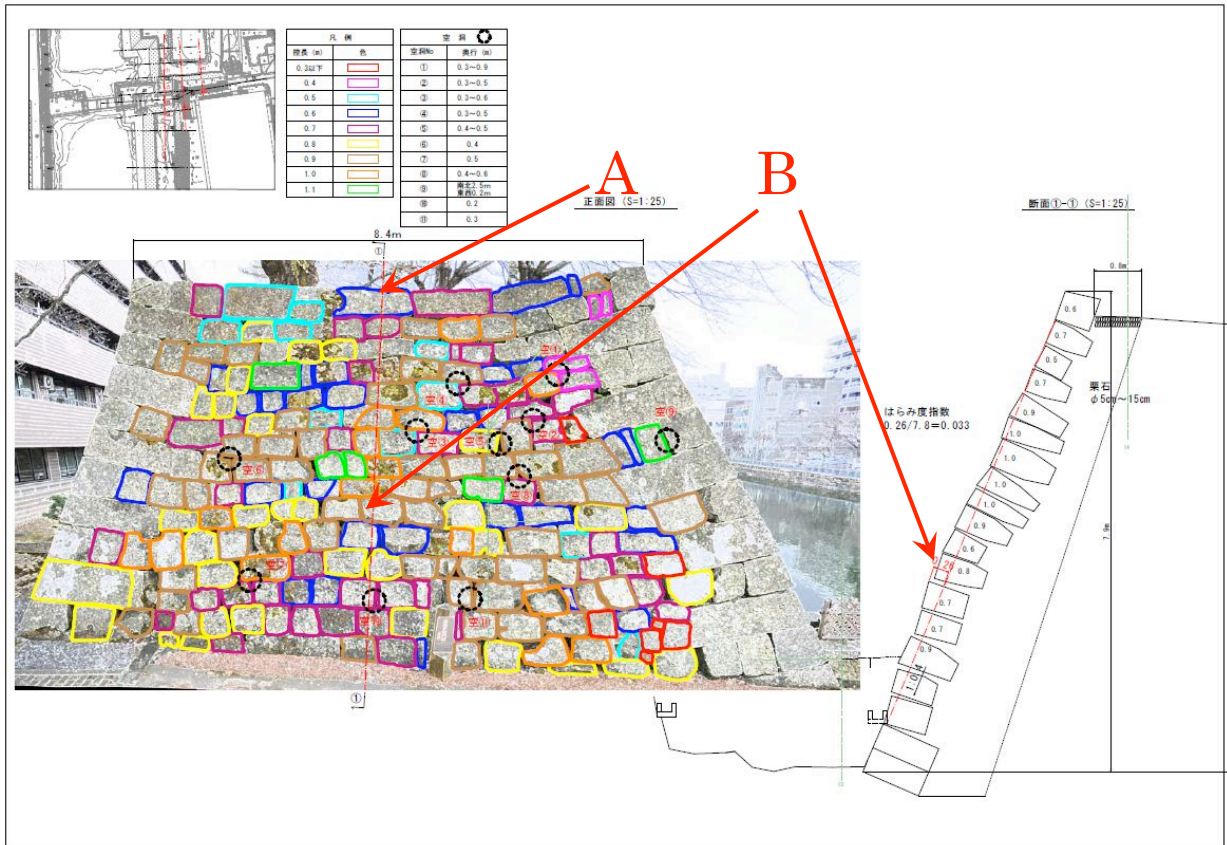 凡 例
控長 (m) 色
0.3以下
0.4
0.5
0.6
0.7
0.8
0.9
1.0
1.1
空 洞
空洞No 奥行 (m)
① 0.3~0.9
② 0.3~0.5
③ 0.3~0.6
④ 0.3~0.5
⑤ 0.4~0.5
⑥ 0.4
⑦ 0.5
⑧ 0.4~0.6
⑨ 南北2.5m
東西0.2m
⑩ 0.2
⑪ 0.3
A
B
正面図 (S=1:25)
断面①-① (S=1:25)
8.4m
①
①
空④
空⑥
0.8m
栗石
φ5cm~15cm
はらみ度指数
0.26/7.8=0.033
7.9m
0.6
0.7
0.5
0.7
0.9
1.0
1.0
1.0
1.0
0.9
0.6
0.26
0.8
0.7
0.7
0.9